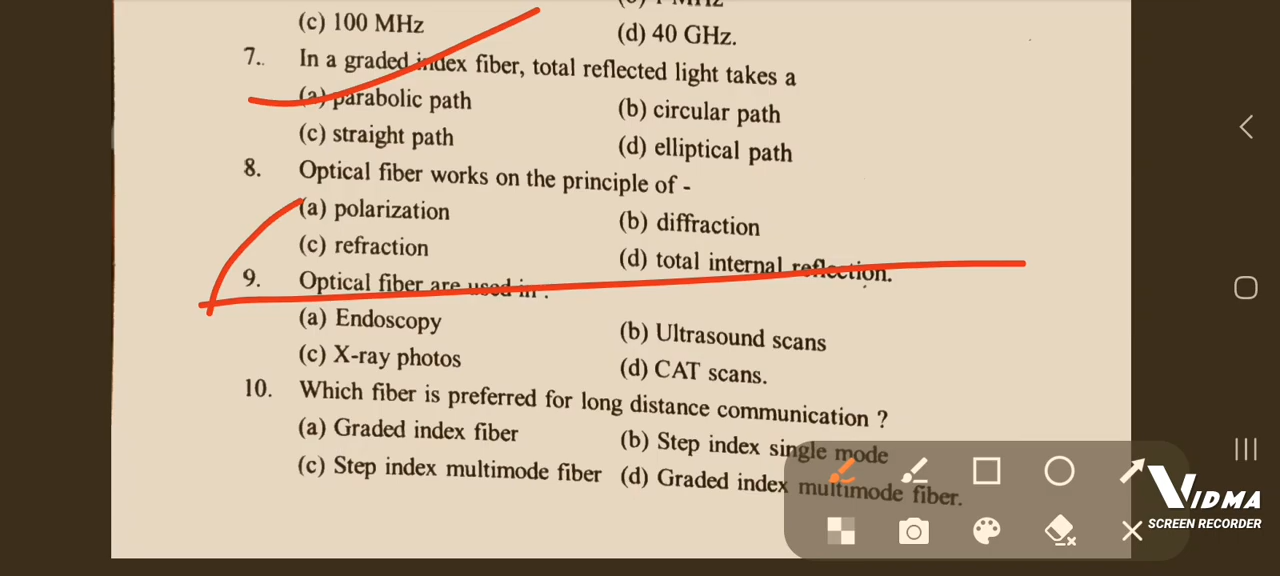 (c) 100 MHz
(d) 40 GHz.
7. In a graded index fiber, total reflected light takes a
(a) parabolic path (b) circular path
(c) straight path (d) elliptical path
8. Optical fiber works on the principle of -
(a) polarization (b) diffraction
(c) refraction (d) total internal reflection.
9. Optical fiber are used in .
(a) Endoscopy (b) Ultrasound scans
(c) X-ray photos (d) CAT scans.
10. Which fiber is preferred for long distance communication ?
(a) Graded index fiber (b) Step index single mode
(c) Step index multimode fiber (d) Graded index multimode fiber.
VIDMA
SCREEN RECORDER